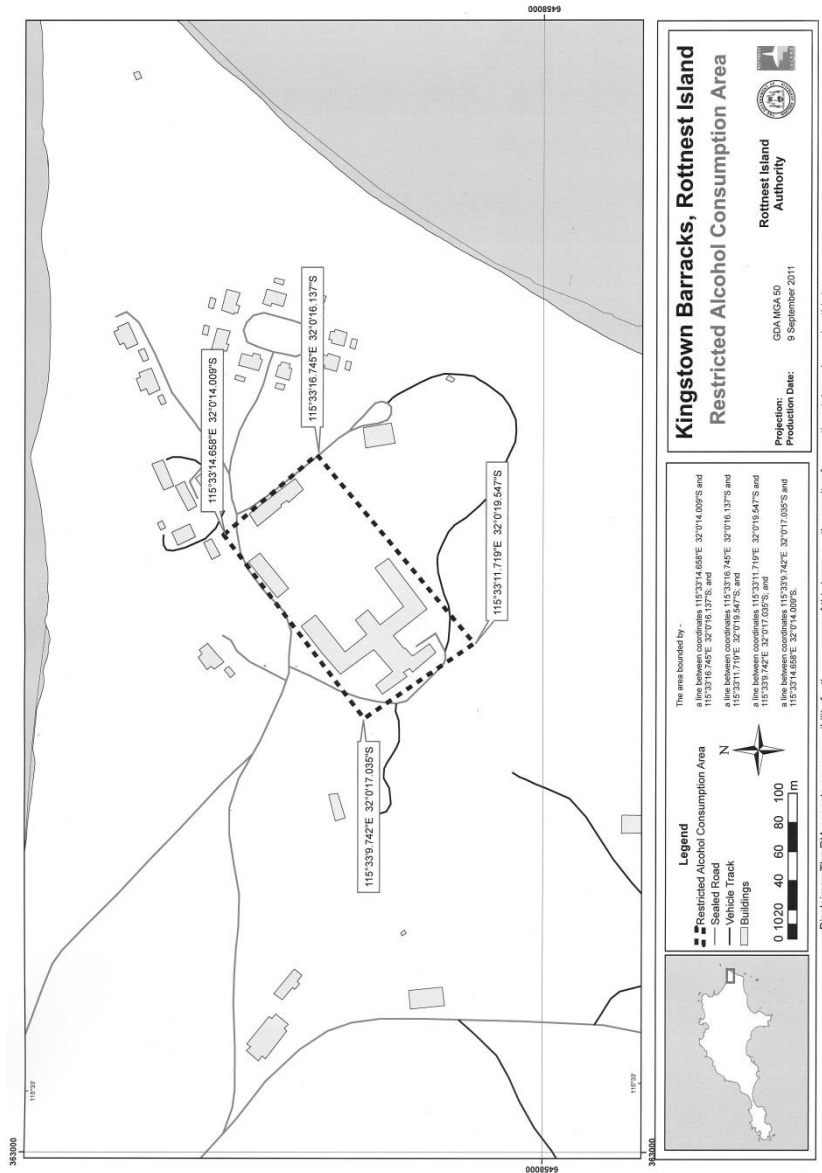 6458000
363000
115°33'
115°33'14.658"E 32°0'14.009"S
115°33'16.745"E 32°0'16.137"S
115°33'9.742"E 32°0'17.035"S
115°33'11.719"E 32°0'19.547"S
115°33'
363000
6458000
Legend
Restricted Alcohol Consumption Area
Sealed Road
Vehicle Track
Buildings
N
0 10 20 40 60 80 100
m
The area bounded by -
a line between coordinates 115°33'14.658"E 32°0'14.009"S and
115°33'16.745"E 32°0'16.137"S; and
a line between coordinates 115°33'16.745"E 32°0'16.137"S and
115°33'11.719"E 32°0'19.547"S; and
a line between coordinates 115°33'11.719"E 32°0'19.547"S and
115°33'9.742"E 32°0'17.035"S; and
a line between coordinates 115°33'9.742"E 32°0'17.035"S and
115°33'14.658"E 32°0'14.009"S.
Kingstown Barracks, Rottnest Island
Restricted Alcohol Consumption Area
Projection: GDA MGA 50
Production Date: 9 September 2011
Rottnest Island
Authority